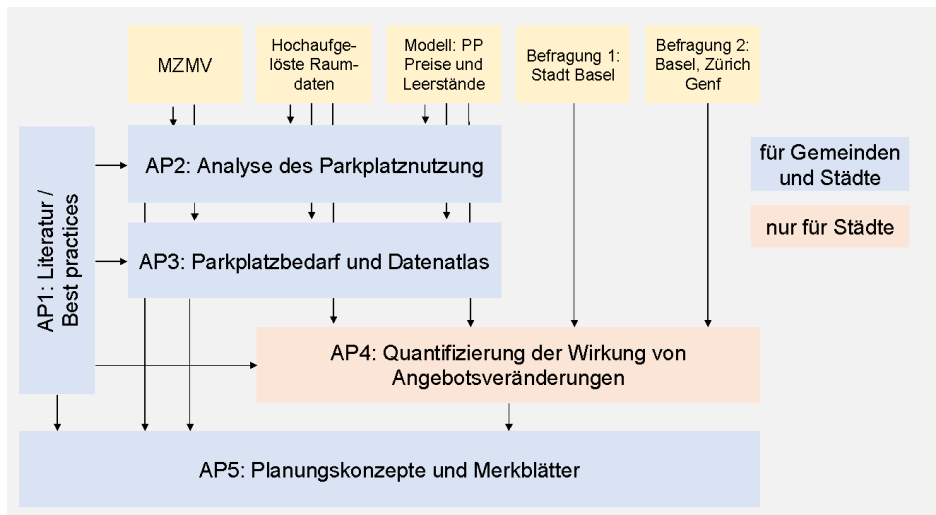 MZMV
Hochaufge-
löste Raum-
daten
Modell: PP
Preise und
Leerstände
Befragung 1:
Stadt Basel
Befragung 2:
Basel, Zürich
Genf
AP1: Literatur /
Best practices
AP2: Analyse des Parkplatznutzung
für Gemeinden
und Städte
nur für Städte
AP3: Parkplatzbedarf und Datenatlas
AP4: Quantifizierung der Wirkung von
Angebotsveränderungen
AP5: Planungskonzepte und Merkblätter